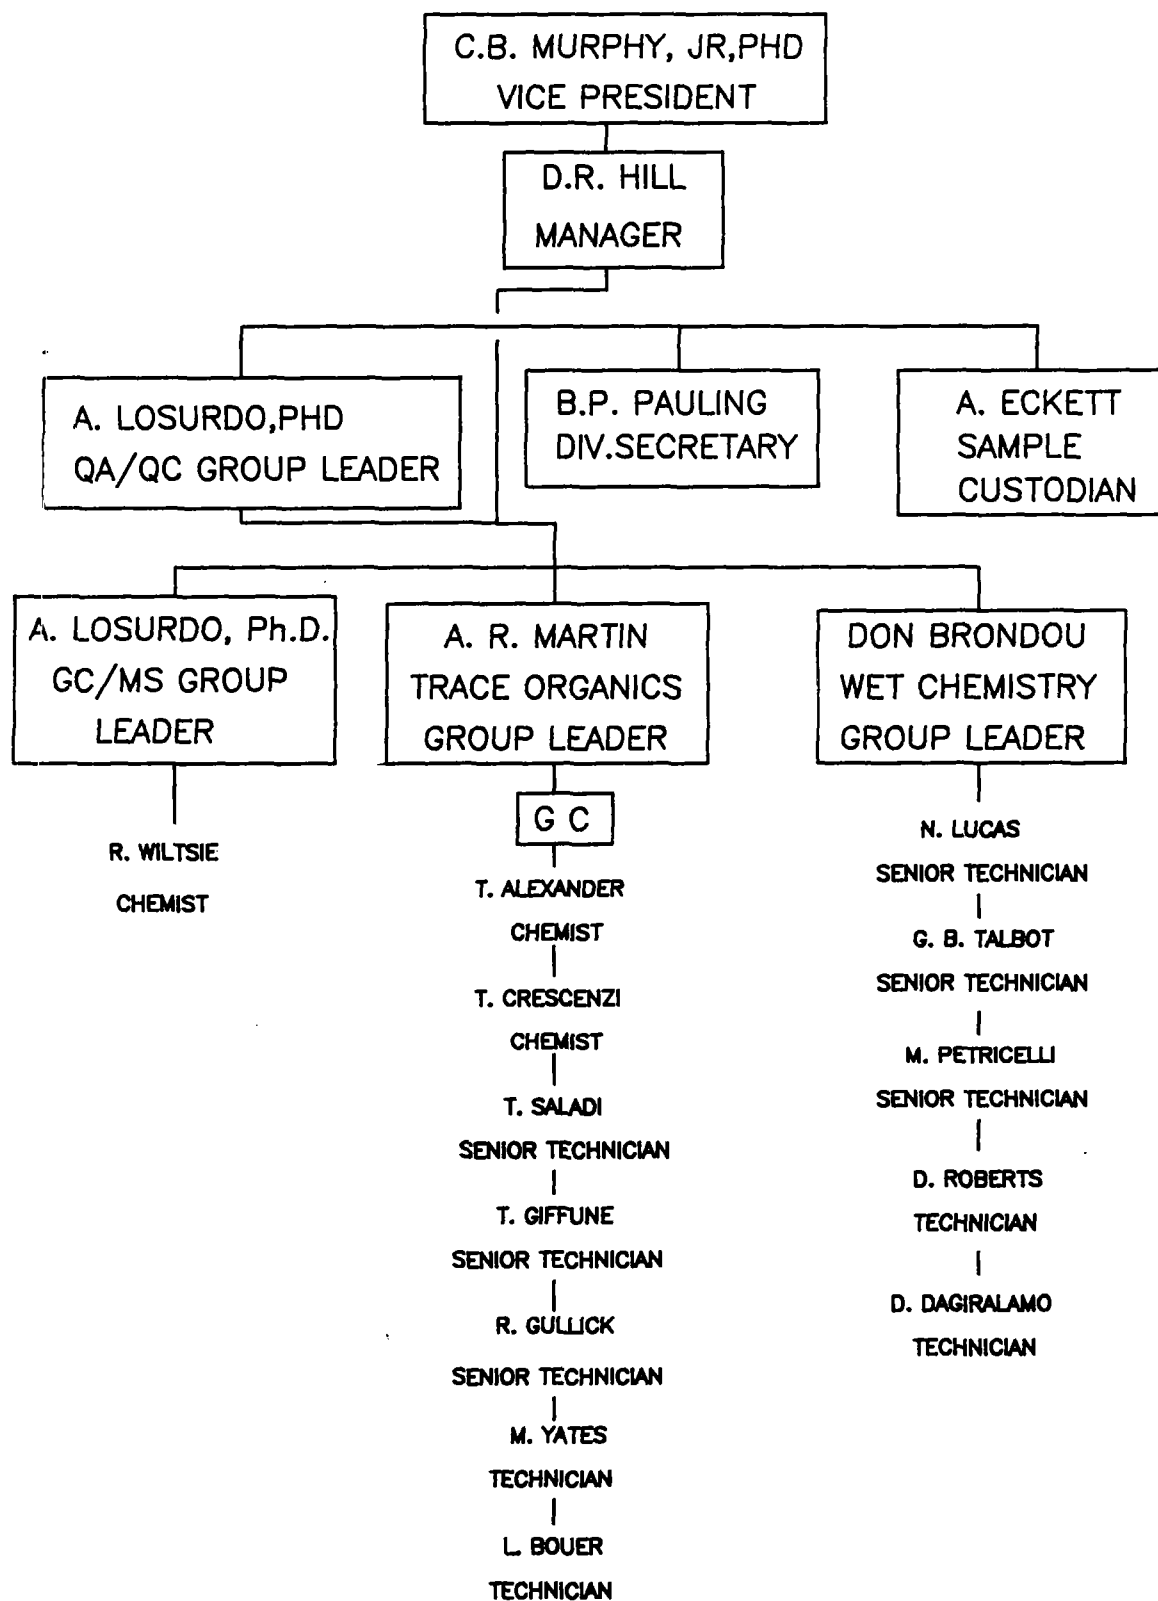 C.B. MURPHY, JR,PHD
VICE PRESIDENT
D.R. HILL
MANAGER
A. LOSURDO,PHD
QA/QC GROUP LEADER
B.P. PAULING
DIV.SECRETARY
A. ECKETT
SAMPLE
CUSTODIAN
A. LOSURDO, Ph.D.
GC/MS GROUP
LEADER
R. WILTSIE
CHEMIST
A. R. MARTIN
TRACE ORGANICS
GROUP LEADER
G C
T. ALEXANDER
CHEMIST
T. CRESCENZI
CHEMIST
T. SALADI
SENIOR TECHNICIAN
T. GIFFUNE
SENIOR TECHNICIAN
R. GULLICK
SENIOR TECHNICIAN
M. YATES
TECHNICIAN
L. BOUER
TECHNICIAN
DON BRONDOU
WET CHEMISTRY
GROUP LEADER
N. LUCAS
SENIOR TECHNICIAN
G. B. TALBOT
SENIOR TECHNICIAN
M. PETRICELLI
SENIOR TECHNICIAN
D. ROBERTS
TECHNICIAN
D. DAGIRALAMO
TECHNICIAN